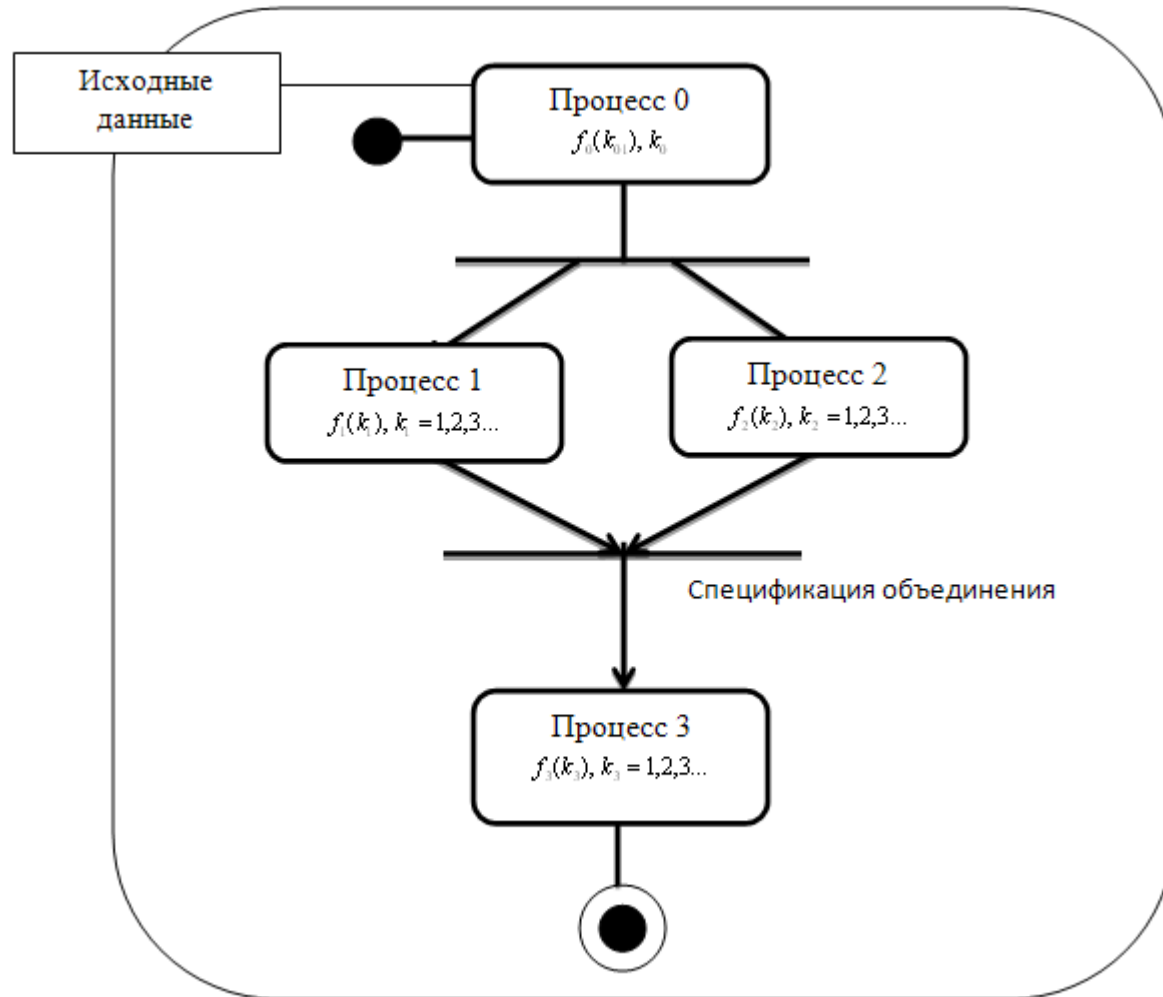 Исходные
данные
Процесс 0
f₀(k₀₁), k₀
Процесс 1
f₁(k₁), k₁ = 1,2,3...
Процесс 2
f₂(k₂), k₂ = 1,2,3...
Спецификация объединения
Процесс 3
f₃(k₃), k₃ = 1,2,3...